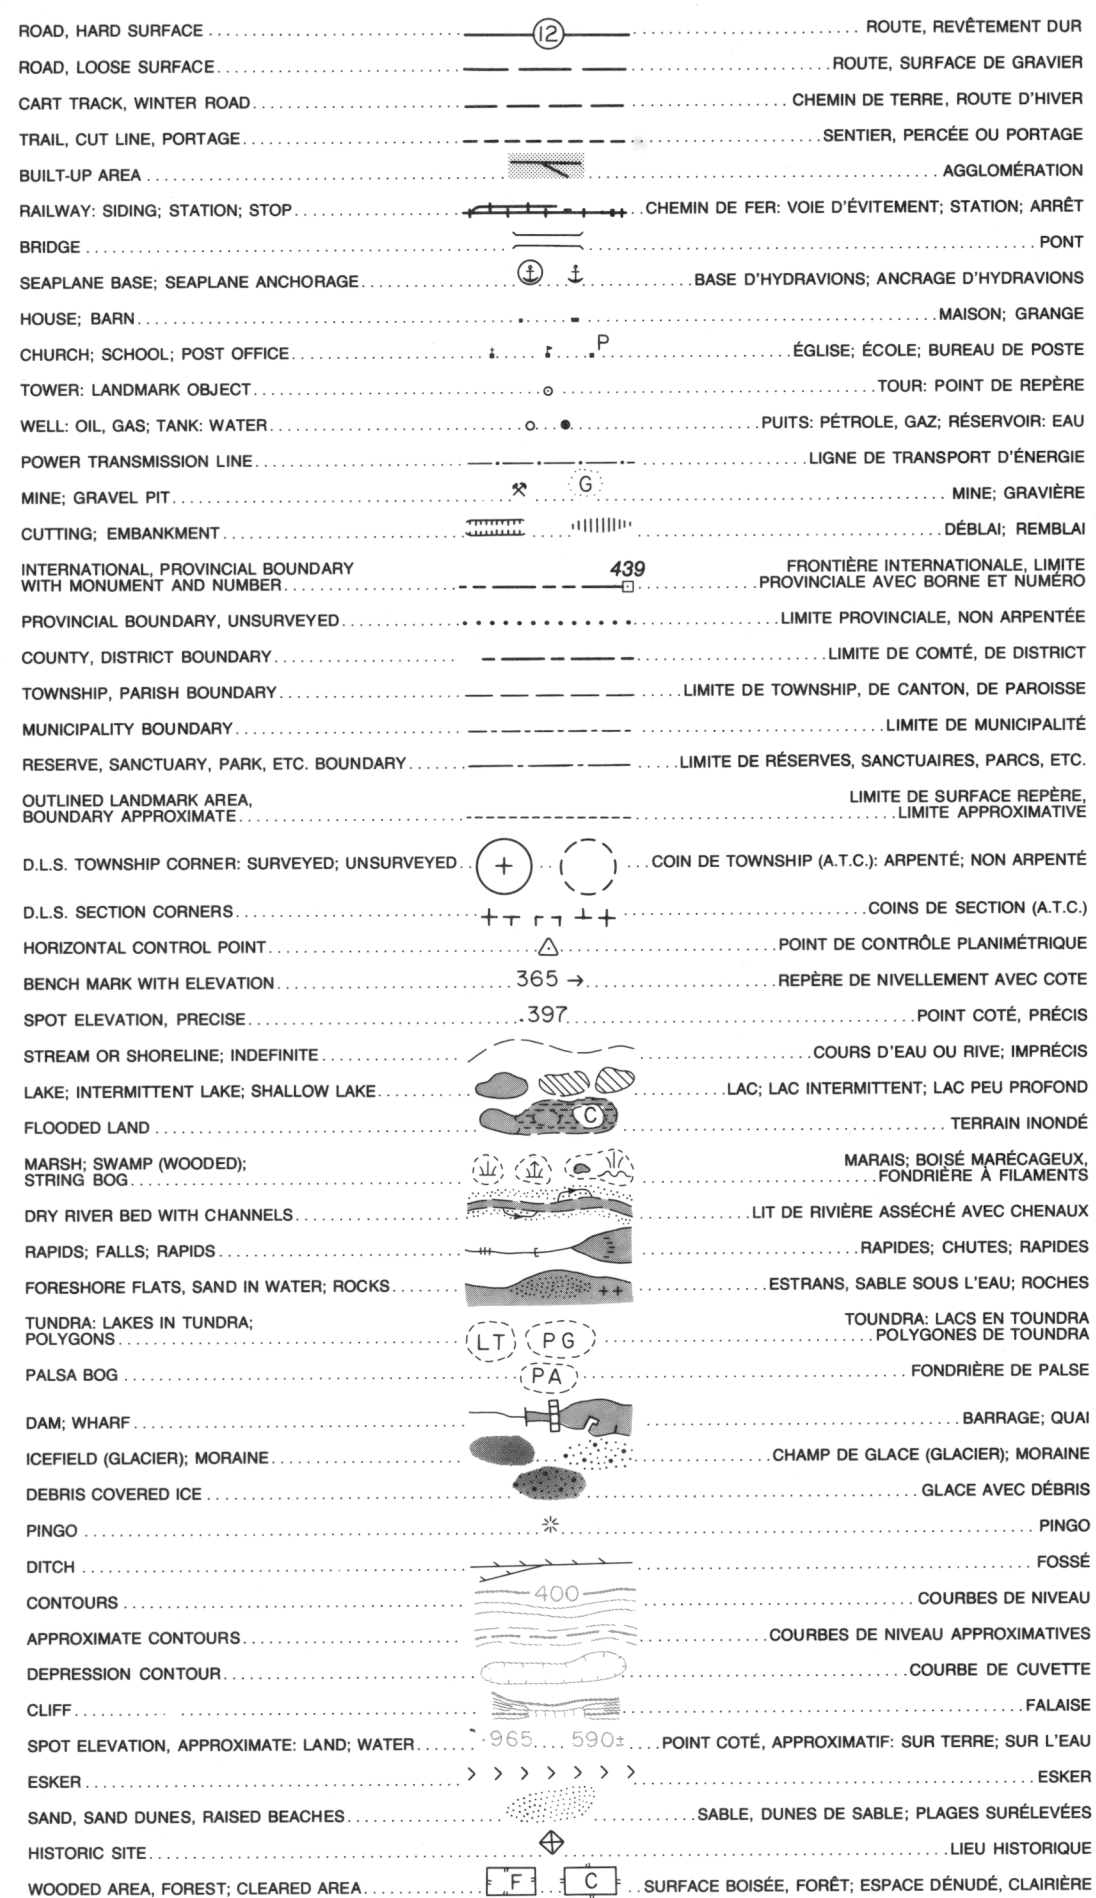 ROAD, HARD SURFACE 12 ROUTE, REVÊTEMENT DUR
ROAD, LOOSE SURFACE ROUTE, SURFACE DE GRAVIER
CART TRACK, WINTER ROAD CHEMIN DE TERRE, ROUTE D'HIVER
TRAIL, CUT LINE, PORTAGE SENTIER, PERCÉE OU PORTAGE
BUILT-UP AREA AGGLOMÉRATION
RAILWAY: SIDING; STATION; STOP CHEMIN DE FER: VOIE D'ÉVITEMENT; STATION; ARRÊT
BRIDGE PONT
SEAPLANE BASE; SEAPLANE ANCHORAGE BASE D'HYDRAVIONS; ANCRAGE D'HYDRAVIONS
HOUSE; BARN MAISON; GRANGE
CHURCH; SCHOOL; POST OFFICE P ÉGLISE; ÉCOLE; BUREAU DE POSTE
TOWER: LANDMARK OBJECT TOUR: POINT DE REPÈRE
WELL: OIL, GAS; TANK: WATER PUITS: PÉTROLE, GAZ; RÉSERVOIR: EAU
POWER TRANSMISSION LINE LIGNE DE TRANSPORT D'ÉNERGIE
MINE; GRAVEL PIT G MINE; GRAVIÈRE
CUTTING; EMBANKMENT DÉBLAI; REMBLAI
INTERNATIONAL, PROVINCIAL BOUNDARY 439 FRONTIÈRE INTERNATIONALE, LIMITE
WITH MONUMENT AND NUMBER PROVINCIALE AVEC BORNE ET NUMÉRO
PROVINCIAL BOUNDARY, UNSURVEYED LIMITE PROVINCIALE, NON ARPENTÉE
COUNTY, DISTRICT BOUNDARY LIMITE DE COMTÉ, DE DISTRICT
TOWNSHIP, PARISH BOUNDARY LIMITE DE TOWNSHIP, DE CANTON, DE PAROISSE
MUNICIPALITY BOUNDARY LIMITE DE MUNICIPALITÉ
RESERVE, SANCTUARY, PARK, ETC. BOUNDARY LIMITE DE RÉSERVES, SANCTUAIRES, PARCS, ETC.
OUTLINED LANDMARK AREA, LIMITE DE SURFACE REPÈRE,
BOUNDARY APPROXIMATE LIMITE APPROXIMATIVE
D.L.S. TOWNSHIP CORNER: SURVEYED; UNSURVEYED COIN DE TOWNSHIP (A.T.C.): ARPENTÉ; NON ARPENTÉ
D.L.S. SECTION CORNERS COINS DE SECTION (A.T.C.)
HORIZONTAL CONTROL POINT POINT DE CONTRÔLE PLANIMÉTRIQUE
BENCH MARK WITH ELEVATION 365 → REPÈRE DE NIVELLEMENT AVEC COTE
SPOT ELEVATION, PRECISE .397 POINT COTÉ, PRÉCIS
STREAM OR SHORELINE; INDEFINITE COURS D'EAU OU RIVE; IMPRÉCIS
LAKE; INTERMITTENT LAKE; SHALLOW LAKE LAC; LAC INTERMITTENT; LAC PEU PROFOND
FLOODED LAND C TERRAIN INONDÉ
MARSH; SWAMP (WOODED); MARAIS; BOISÉ MARÉCAGEUX,
STRING BOG FONDRIÈRE À FILAMENTS
DRY RIVER BED WITH CHANNELS LIT DE RIVIÈRE ASSÉCHÉ AVEC CHENAUX
RAPIDS; FALLS; RAPIDS RAPIDES; CHUTES; RAPIDES
FORESHORE FLATS, SAND IN WATER; ROCKS ESTRANS, SABLE SOUS L'EAU; ROCHES
TUNDRA: LAKES IN TUNDRA; TOUNDRA: LACS EN TOUNDRA
POLYGONS LT PG POLYGONES DE TOUNDRA
PALSA BOG PA FONDRIÈRE DE PALSE
DAM; WHARF BARRAGE; QUAI
ICEFIELD (GLACIER); MORAINE CHAMP DE GLACE (GLACIER); MORAINE
DEBRIS COVERED ICE GLACE AVEC DÉBRIS
PINGO PINGO
DITCH FOSSÉ
CONTOURS 400 COURBES DE NIVEAU
APPROXIMATE CONTOURS COURBES DE NIVEAU APPROXIMATIVES
DEPRESSION CONTOUR COURBE DE CUVETTE
CLIFF FALAISE
SPOT ELEVATION, APPROXIMATE: LAND; WATER ·965 590± POINT COTÉ, APPROXIMATIF: SUR TERRE; SUR L'EAU
ESKER ESKER
SAND, SAND DUNES, RAISED BEACHES SABLE, DUNES DE SABLE; PLAGES SURÉLEVÉES
HISTORIC SITE LIEU HISTORIQUE
WOODED AREA, FOREST; CLEARED AREA F C SURFACE BOISÉE, FORÊT; ESPACE DÉNUDÉ, CLAIRIÈRE